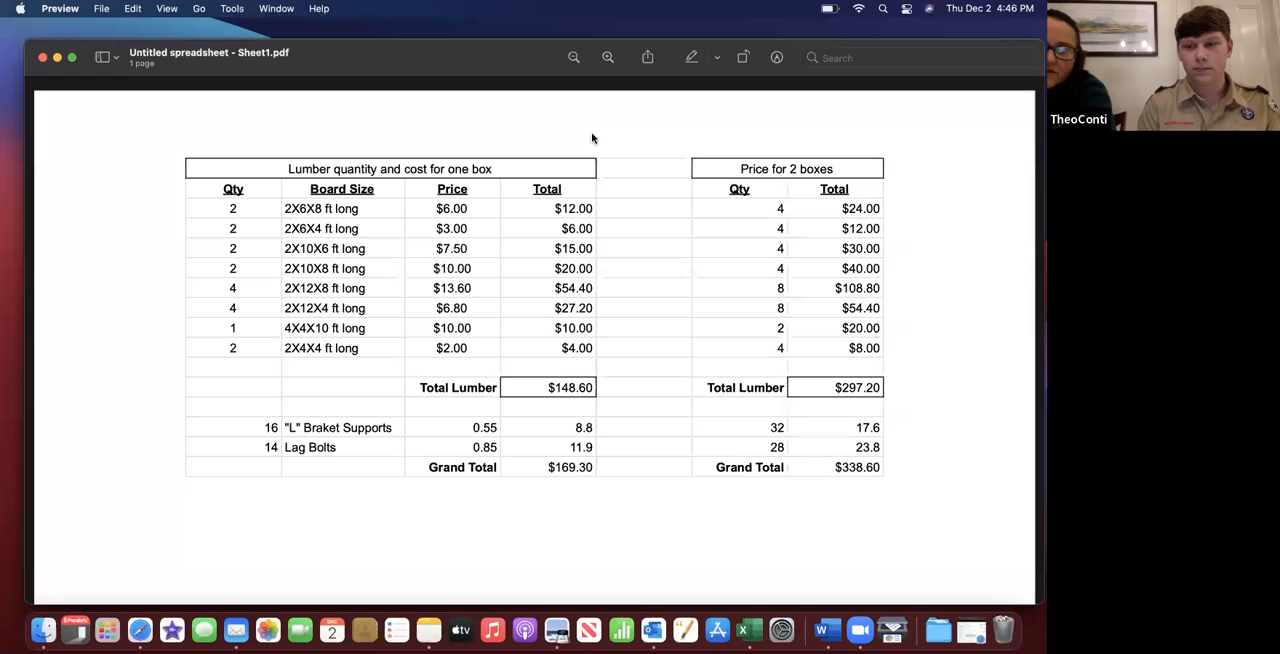 Preview File Edit View Go Tools Window Help Thu Dec 2 4:46 PM
Untitled spreadsheet - Sheet1.pdf
1 page
Search
TheoConti
Lumber quantity and cost for one box Price for 2 boxes
Qty Board Size Price Total Qty Total
2 2X6X8 ft long $6.00 $12.00 4 $24.00
2 2X6X4 ft long $3.00 $6.00 4 $12.00
2 2X10X6 ft long $7.50 $15.00 4 $30.00
2 2X10X8 ft long $10.00 $20.00 4 $40.00
4 2X12X8 ft long $13.60 $54.40 8 $108.80
4 2X12X4 ft long $6.80 $27.20 8 $54.40
1 4X4X10 ft long $10.00 $10.00 2 $20.00
2 2X4X4 ft long $2.00 $4.00 4 $8.00
Total Lumber $148.60 Total Lumber $297.20
16 "L" Braket Supports 0.55 8.8 32 17.6
14 Lag Bolts 0.85 11.9 28 23.8
Grand Total $169.30 Grand Total $338.60
DEC
2
tv